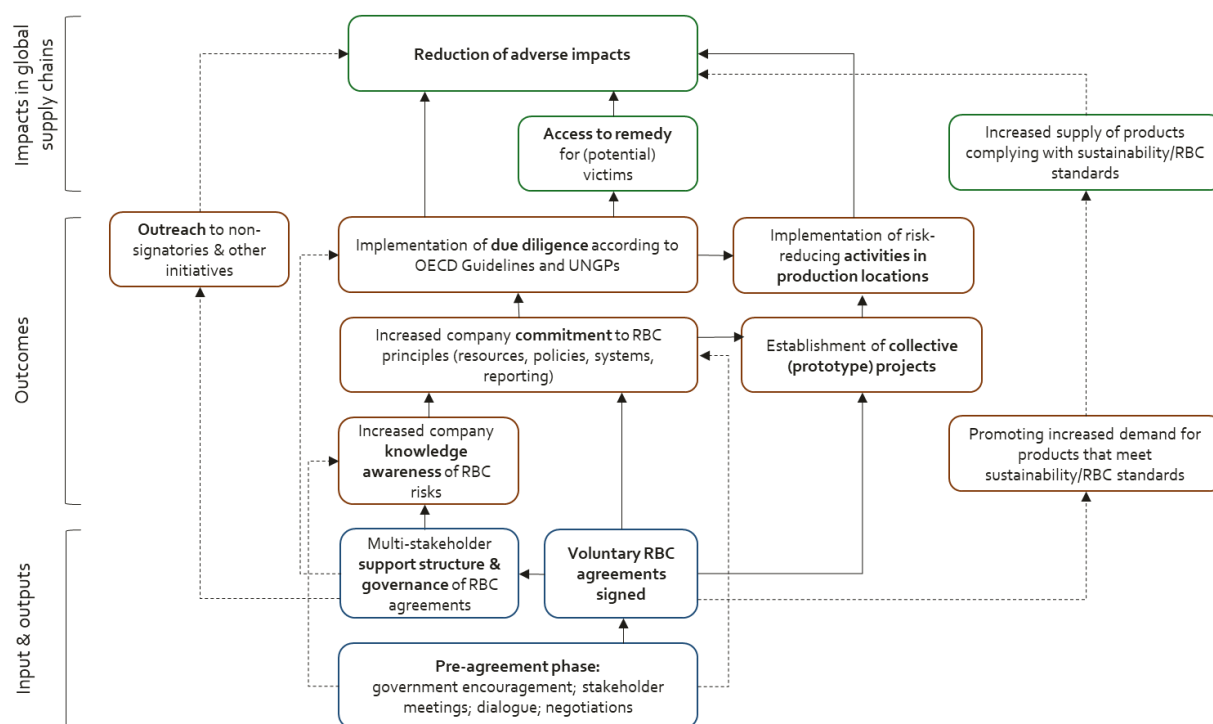 Impacts in global
supply chains
Reduction of adverse impacts
Access to remedy
for (potential)
victims
Increased supply of products
complying with sustainability/RBC
standards
Outcomes
Outreach to non-
signatories & other
initiatives
Implementation of due diligence according to
OECD Guidelines and UNGPs
Implementation of risk-
reducing activities in
production locations
Increased company commitment to RBC
principles (resources, policies, systems,
reporting)
Establishment of collective
(prototype) projects
Increased company
knowledge
awareness of RBC
risks
Promoting increased demand for
products that meet
sustainability/RBC standards
Input & outputs
Multi-stakeholder
support structure &
governance of RBC
agreements
Voluntary RBC
agreements
signed
Pre-agreement phase:
government encouragement; stakeholder
meetings; dialogue; negotiations